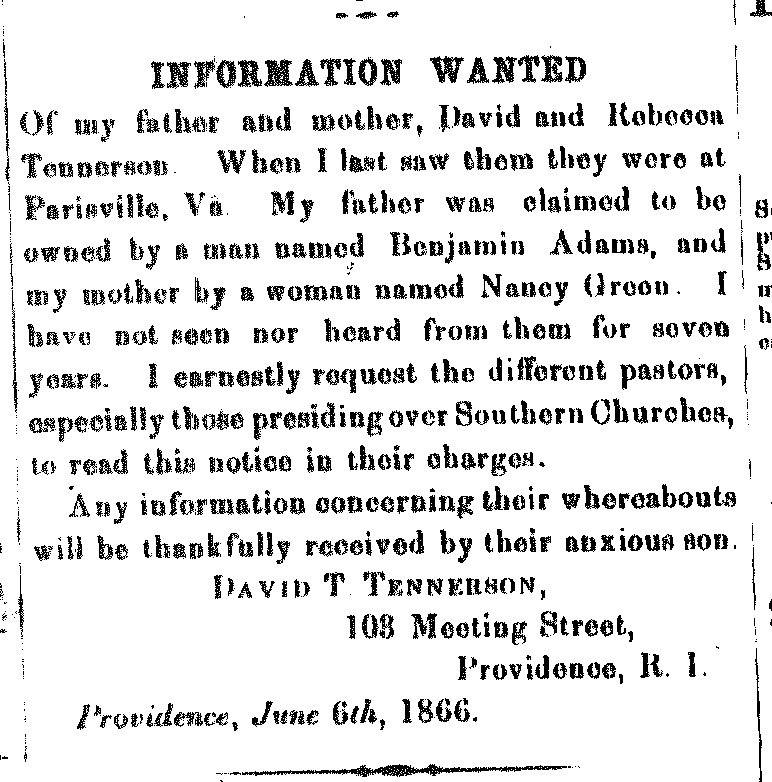 INFORMATION WANTED
Of my father and mother, David and Rebecca
Tennerson. When I last saw them they were at
Parisville, Va. My father was claimed to be
owned by a man named Benjamin Adams, and
my mother by a woman named Nancy Green. I
have not seen nor heard from them for seven
years. I earnestly request the different pastors,
especially those presiding over Southern Churches,
to read this notice in their charges.
Any information concerning their whereabouts
will be thankfully received by their anxious son.
DAVID T TENNERSON,
103 Meeting Street,
Providence, R. I.
Providence, June 6th, 1866.